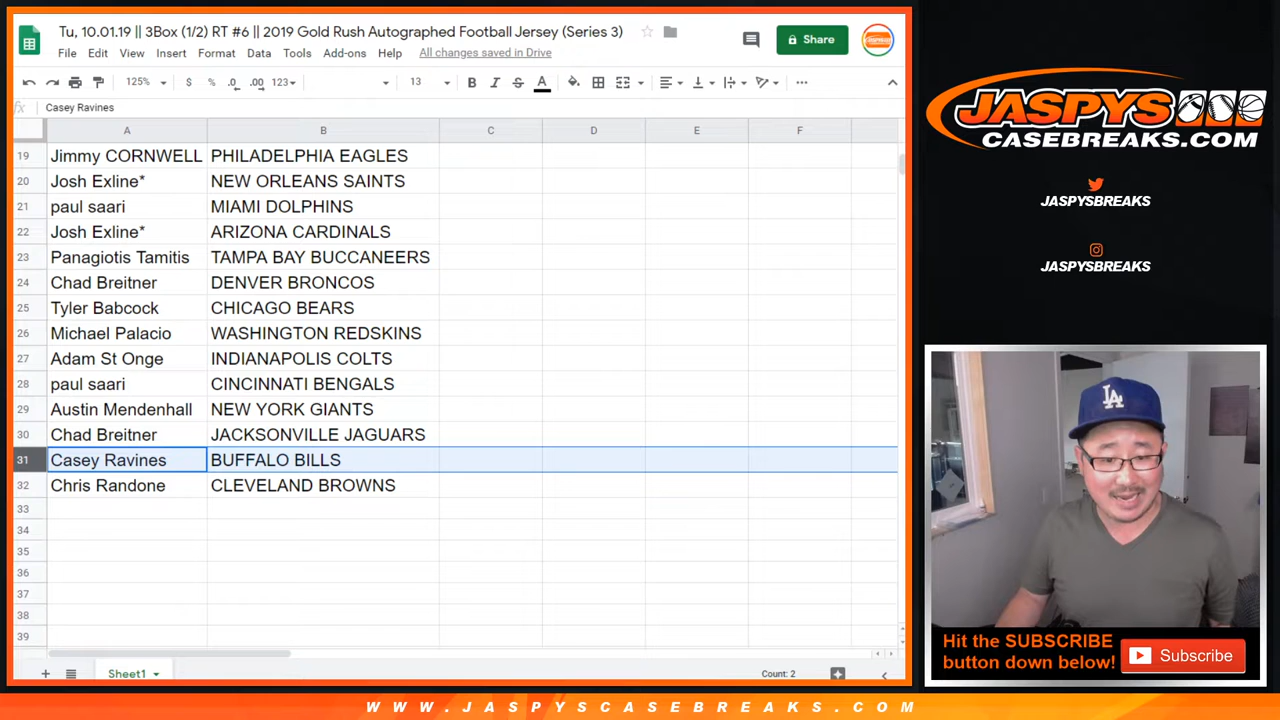 Tu, 10.01.19 || 3Box (1/2) RT #6 || 2019 Gold Rush Autographed Football Jersey (Series 3)
File Edit View Insert Format Data Tools Add-ons Help All changes saved in Drive
Share
125% $ % .0 .00 123 13 B I S A
fx Casey Ravines
A B C D E F
19 Jimmy CORNWELL PHILADELPHIA EAGLES
20 Josh Exline* NEW ORLEANS SAINTS
21 paul saari MIAMI DOLPHINS
22 Josh Exline* ARIZONA CARDINALS
23 Panagiotis Tamitis TAMPA BAY BUCCANEERS
24 Chad Breitner DENVER BRONCOS
25 Tyler Babcock CHICAGO BEARS
26 Michael Palacio WASHINGTON REDSKINS
27 Adam St Onge INDIANAPOLIS COLTS
28 paul saari CINCINNATI BENGALS
29 Austin Mendenhall NEW YORK GIANTS
30 Chad Breitner JACKSONVILLE JAGUARS
31 Casey Ravines BUFFALO BILLS
32 Chris Randone CLEVELAND BROWNS
33
34
35
36
37
38
39
Sheet1
Count: 2
JASPYS
CASEBREAKS.COM
JASPYSBREAKS
JASPYSBREAKS
LA
Hit the SUBSCRIBE
button down below!
Subscribe
WWW.JASPYSCASEBREAKS.COM